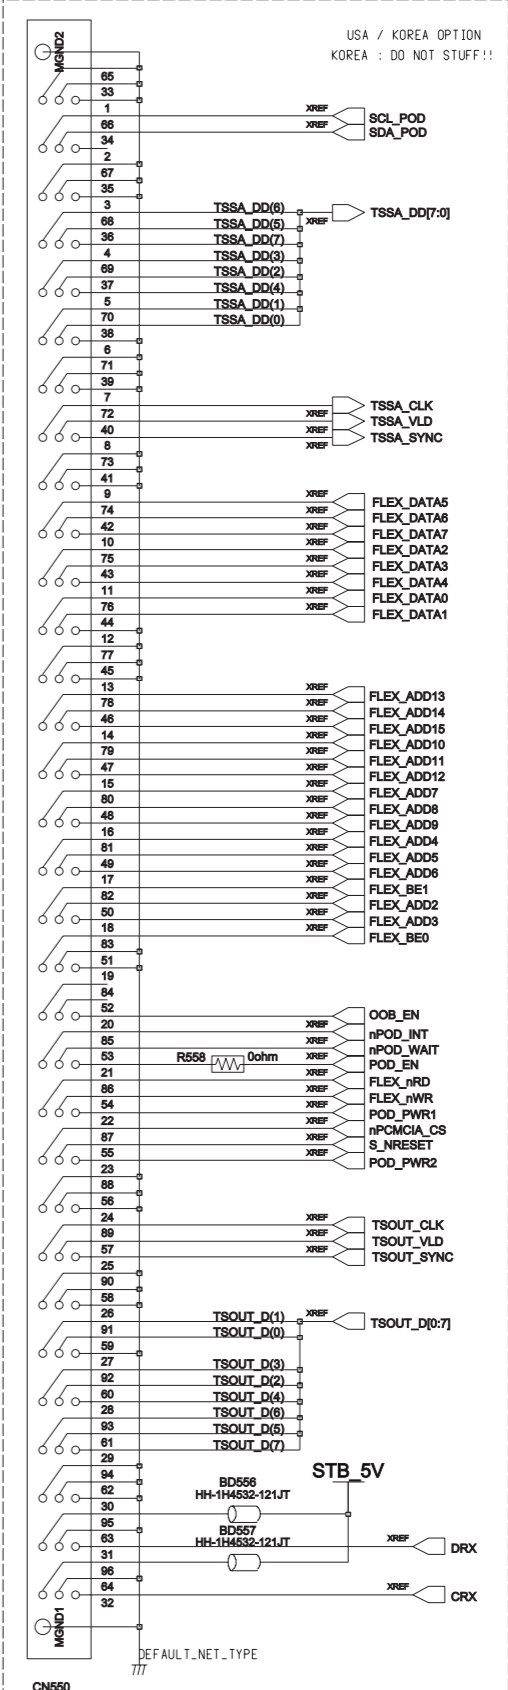 USA / KOREA OPTION
KOREA : DO NOT STUFF!!
MGND2
65
33
1
XREF
SCL_POD
66
XREF
SDA_POD
34
2
67
35
3
TSSA_DD(6)
XREF
TSSA_DD[7:0]
68
TSSA_DD(5)
36
TSSA_DD(7)
4
TSSA_DD(3)
69
TSSA_DD(2)
37
TSSA_DD(4)
5
TSSA_DD(1)
70
TSSA_DD(0)
38
6
71
39
7
TSSA_CLK
72
XREF
TSSA_VLD
40
XREF
TSSA_SYNC
8
XREF
73
41
9
XREF
FLEX_DATA5
74
XREF
FLEX_DATA6
42
XREF
FLEX_DATA7
10
XREF
FLEX_DATA2
75
XREF
FLEX_DATA3
43
XREF
FLEX_DATA4
11
XREF
FLEX_DATA0
76
XREF
FLEX_DATA1
44
12
77
45
13
XREF
FLEX_ADD13
78
XREF
FLEX_ADD14
46
XREF
FLEX_ADD15
14
XREF
FLEX_ADD10
79
XREF
FLEX_ADD11
47
XREF
FLEX_ADD12
15
XREF
FLEX_ADD7
80
XREF
FLEX_ADD8
48
XREF
FLEX_ADD9
16
XREF
FLEX_ADD4
81
XREF
FLEX_ADD5
49
XREF
FLEX_ADD6
17
XREF
FLEX_BE1
82
XREF
FLEX_ADD2
50
XREF
FLEX_ADD3
18
XREF
FLEX_BE0
83
51
19
84
52
OOB_EN
20
XREF
nPOD_INT
85
XREF
nPOD_WAIT
53
R558
0ohm
XREF
POD_EN
21
XREF
FLEX_nRD
86
XREF
FLEX_nWR
54
XREF
POD_PWR1
22
XREF
nPCMCIA_CS
87
XREF
S_NRESET
55
XREF
POD_PWR2
23
88
56
24
XREF
TSOUT_CLK
89
XREF
TSOUT_VLD
57
XREF
TSOUT_SYNC
25
90
58
26
TSOUT_D(1)
XREF
TSOUT_D[0:7]
91
TSOUT_D(0)
59
27
TSOUT_D(3)
92
TSOUT_D(2)
60
TSOUT_D(4)
28
TSOUT_D(6)
93
TSOUT_D(5)
61
TSOUT_D(7)
29
94
STB_5V
62
BD556
HH-1H4532-121JT
30
95
BD557
63
HH-1H4532-121JT
XREF
DRX
31
96
64
XREF
CRX
32
MGND1
DEFAULT_NET_TYPE
CN550